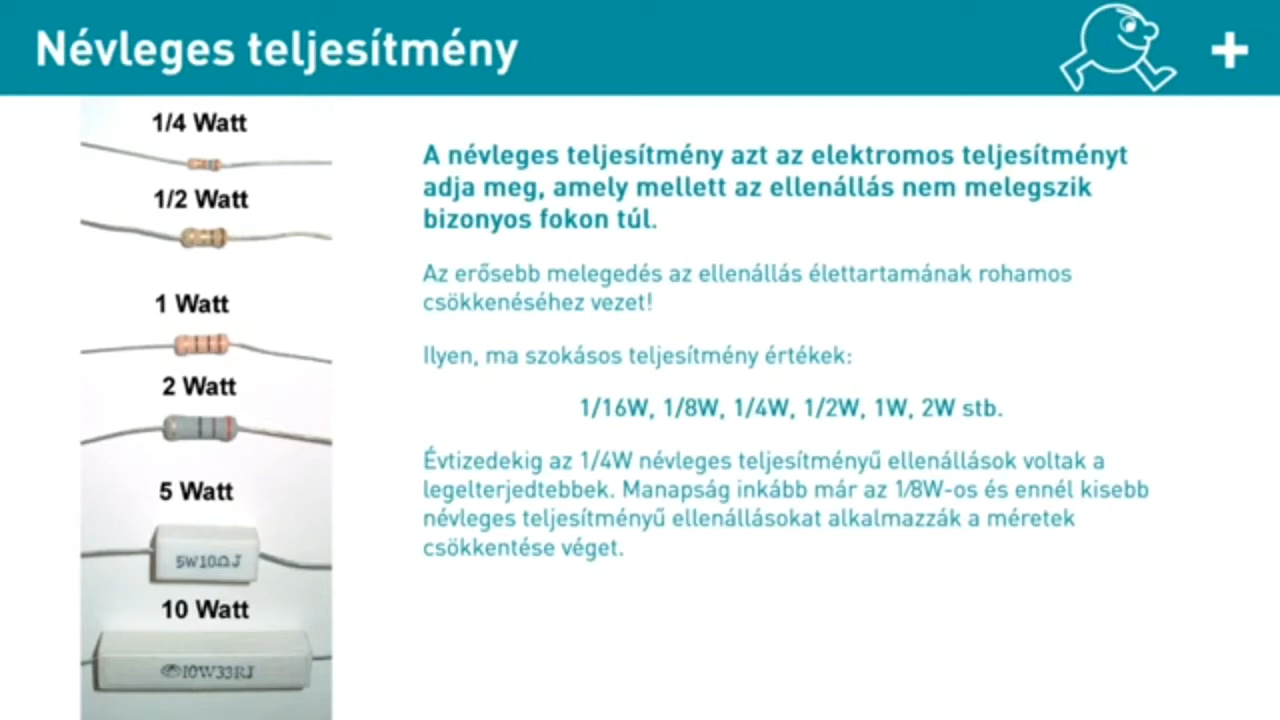 Névleges teljesítmény
1/4 Watt
1/2 Watt
1 Watt
2 Watt
5 Watt
5W10ΩJ
10 Watt
10W33RJ
A névleges teljesítmény azt az elektromos teljesítményt
adja meg, amely mellett az ellenállás nem melegszik
bizonyos fokon túl.
Az erősebb melegedés az ellenállás élettartamának rohamos
csökkenéséhez vezet!
Ilyen, ma szokásos teljesítmény értékek:
1/16W, 1/8W, 1/4W, 1/2W, 1W, 2W stb.
Évtizedekig az 1/4W névleges teljesítményű ellenállások voltak a
legelterjedtebbek. Manapság inkább már az 1/8W-os és ennél kisebb
névleges teljesítményű ellenállásokat alkalmazzák a méretek
csökkentése véget.